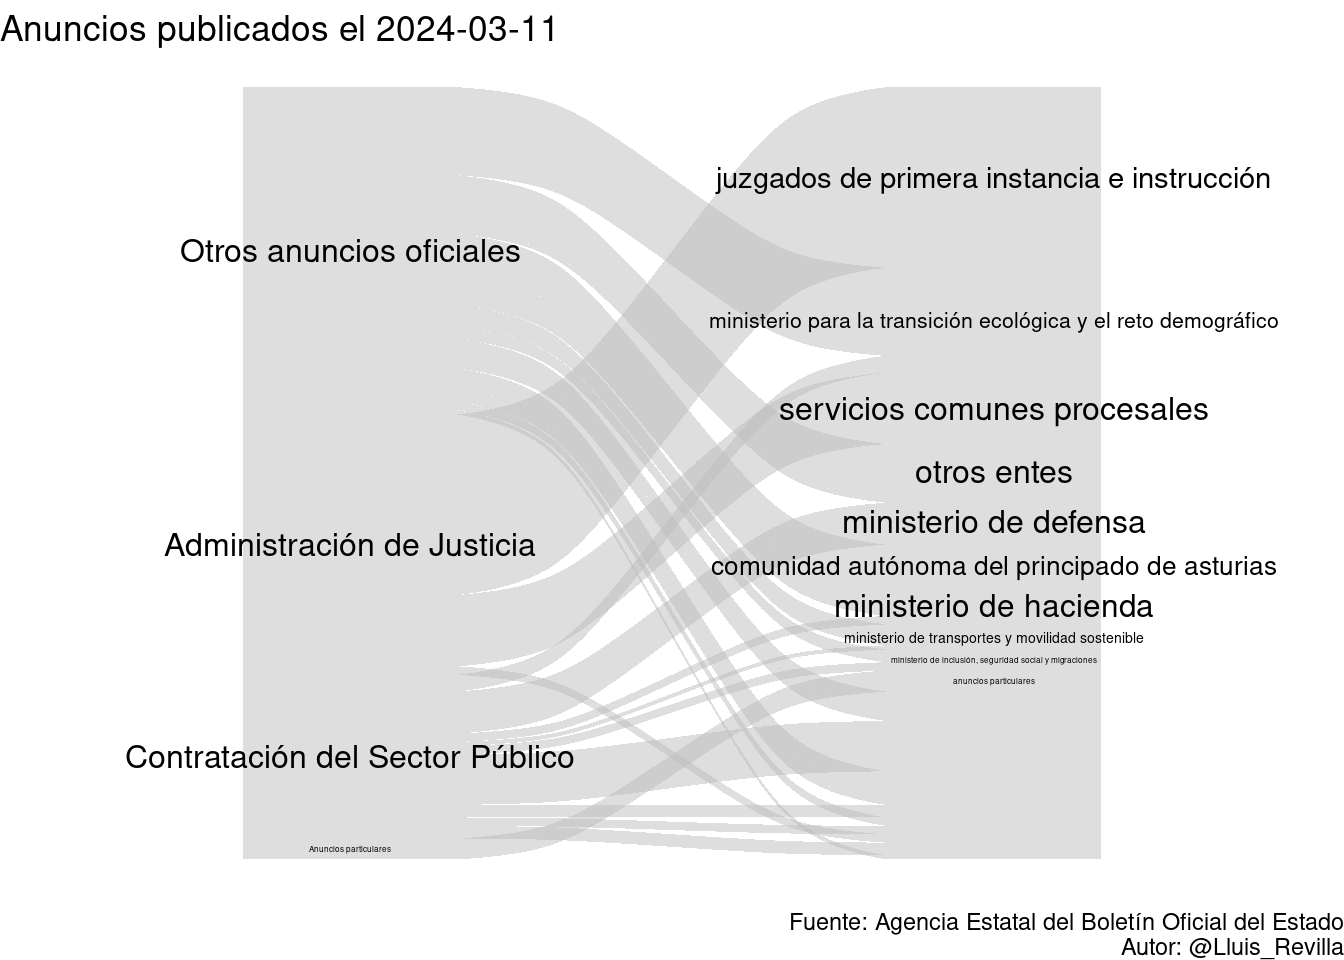 Anuncios publicados el 2024-03-11
juzgados de primera instancia e instrucción
Otros anuncios oficiales
ministerio para la transición ecológica y el reto demográfico
servicios comunes procesales
otros entes
ministerio de defensa
Administración de Justicia
comunidad autónoma del principado de asturias
ministerio de hacienda
ministerio de transportes y movilidad sostenible
ministerio de inclusión, seguridad social y migraciones
anuncios particulares
Contratación del Sector Público
Anuncios particulares
Fuente: Agencia Estatal del Boletín Oficial del Estado
Autor: @Lluis_Revilla